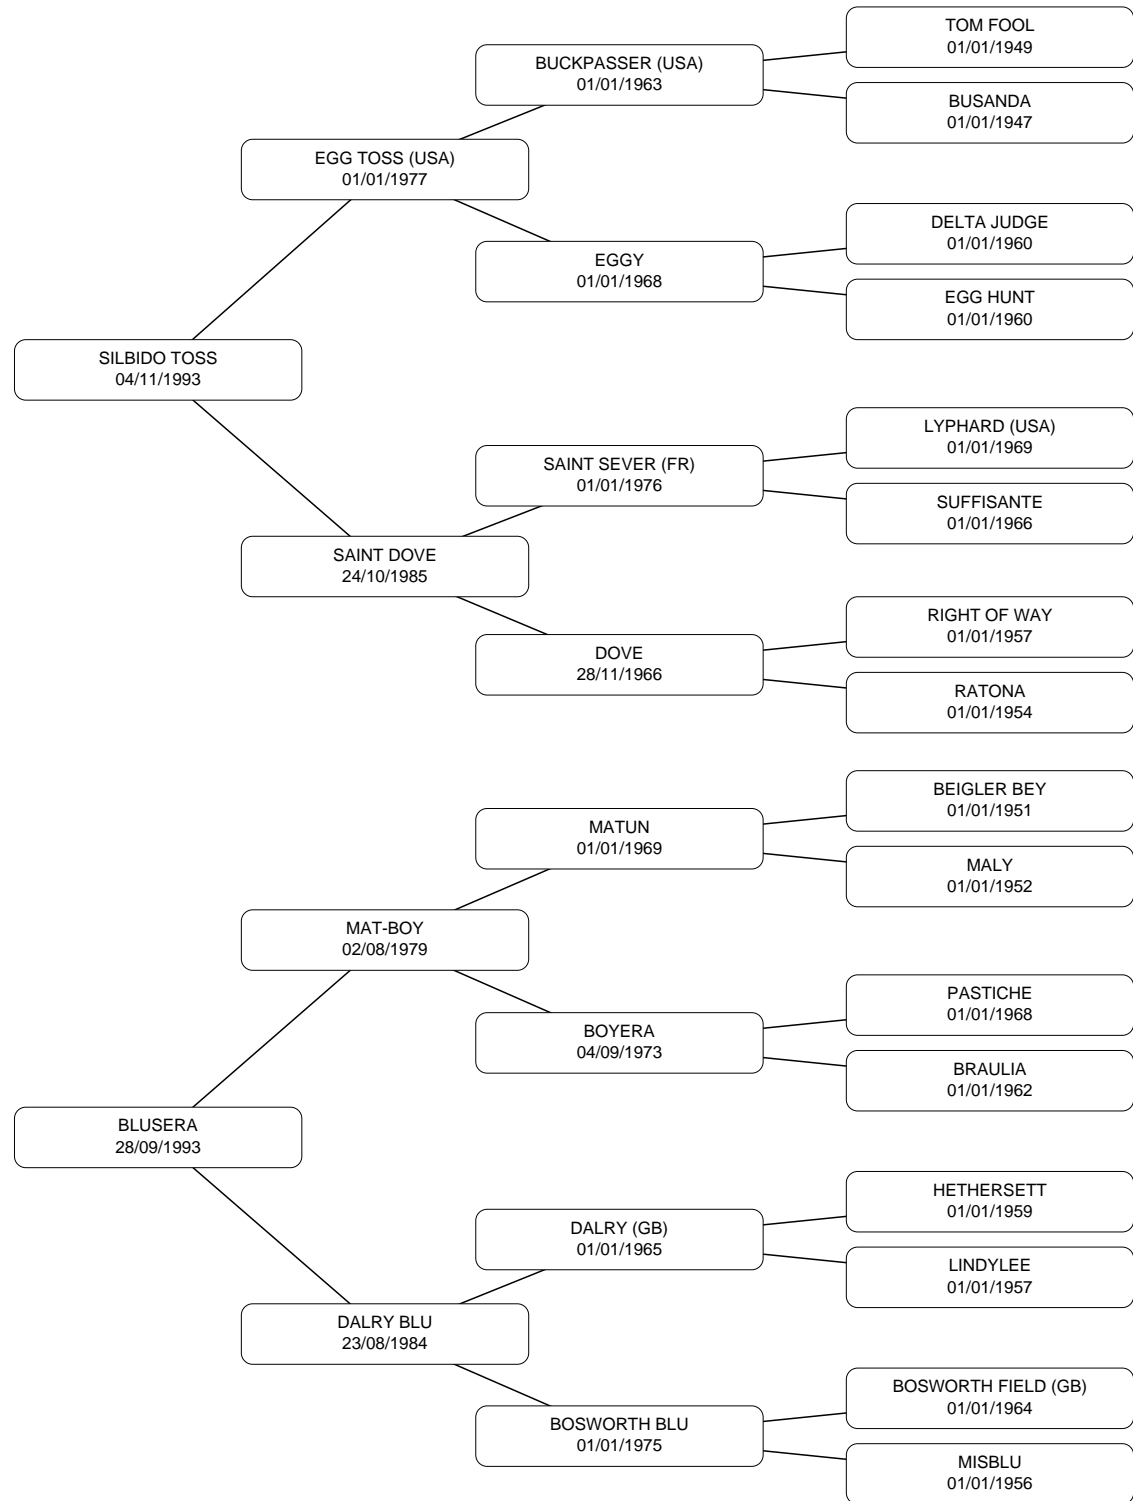 TOM FOOL
01/01/1949
BUCKPASSER (USA)
01/01/1963
BUSANDA
01/01/1947
EGG TOSS (USA)
01/01/1977
DELTA JUDGE
01/01/1960
EGGY
01/01/1968
EGG HUNT
01/01/1960
SILBIDO TOSS
04/11/1993
LYPHARD (USA)
01/01/1969
SAINT SEVER (FR)
01/01/1976
SUFFISANTE
01/01/1966
SAINT DOVE
24/10/1985
RIGHT OF WAY
01/01/1957
DOVE
28/11/1966
RATONA
01/01/1954
BEIGLER BEY
01/01/1951
MATUN
01/01/1969
MALY
01/01/1952
MAT-BOY
02/08/1979
PASTICHE
01/01/1968
BOYERA
04/09/1973
BRAULIA
01/01/1962
BLUSERA
28/09/1993
HETHERSETT
01/01/1959
DALRY (GB)
01/01/1965
LINDYLEE
01/01/1957
DALRY BLU
23/08/1984
BOSWORTH FIELD (GB)
01/01/1964
BOSWORTH BLU
01/01/1975
MISBLU
01/01/1956